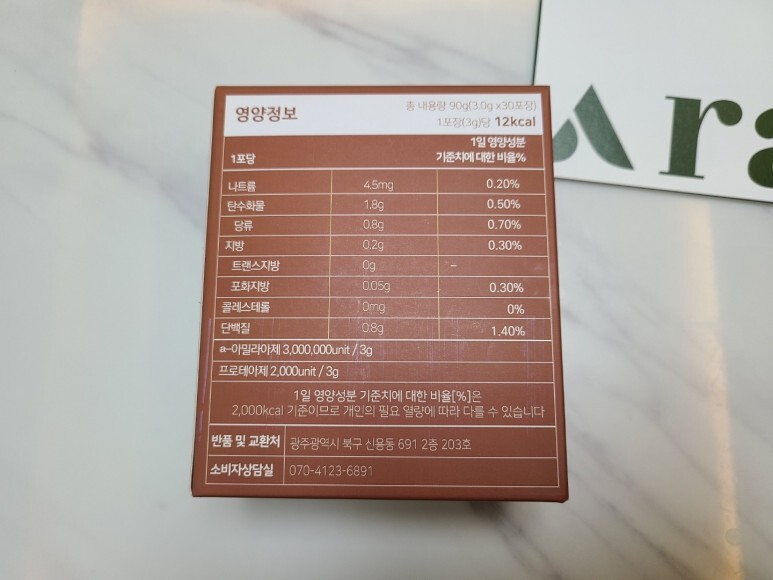 Ara
영양정보
총 내용량 90g(3.0g x30포장)
1포장(3g)당 12kcal
1포당
1일 영양성분
기준치에 대한 비율%
나트륨 4.5mg 0.20%
탄수화물 1.8g 0.50%
당류 0.8g 0.70%
지방 0.2g 0.30%
트랜스지방 0g –
포화지방 0.05g 0.30%
콜레스테롤 0mg 0%
단백질 0.8g 1.40%
a-아밀라아제 3,000,000unit / 3g
프로테아제 2,000unit / 3g
1일 영양성분 기준치에 대한 비율[%]은
2,000kcal 기준이므로 개인의 필요 열량에 따라 다를 수 있습니다
반품 및 교환처 광주광역시 북구 신용동 691 2층 203호
소비자상담실 070-4123-6891